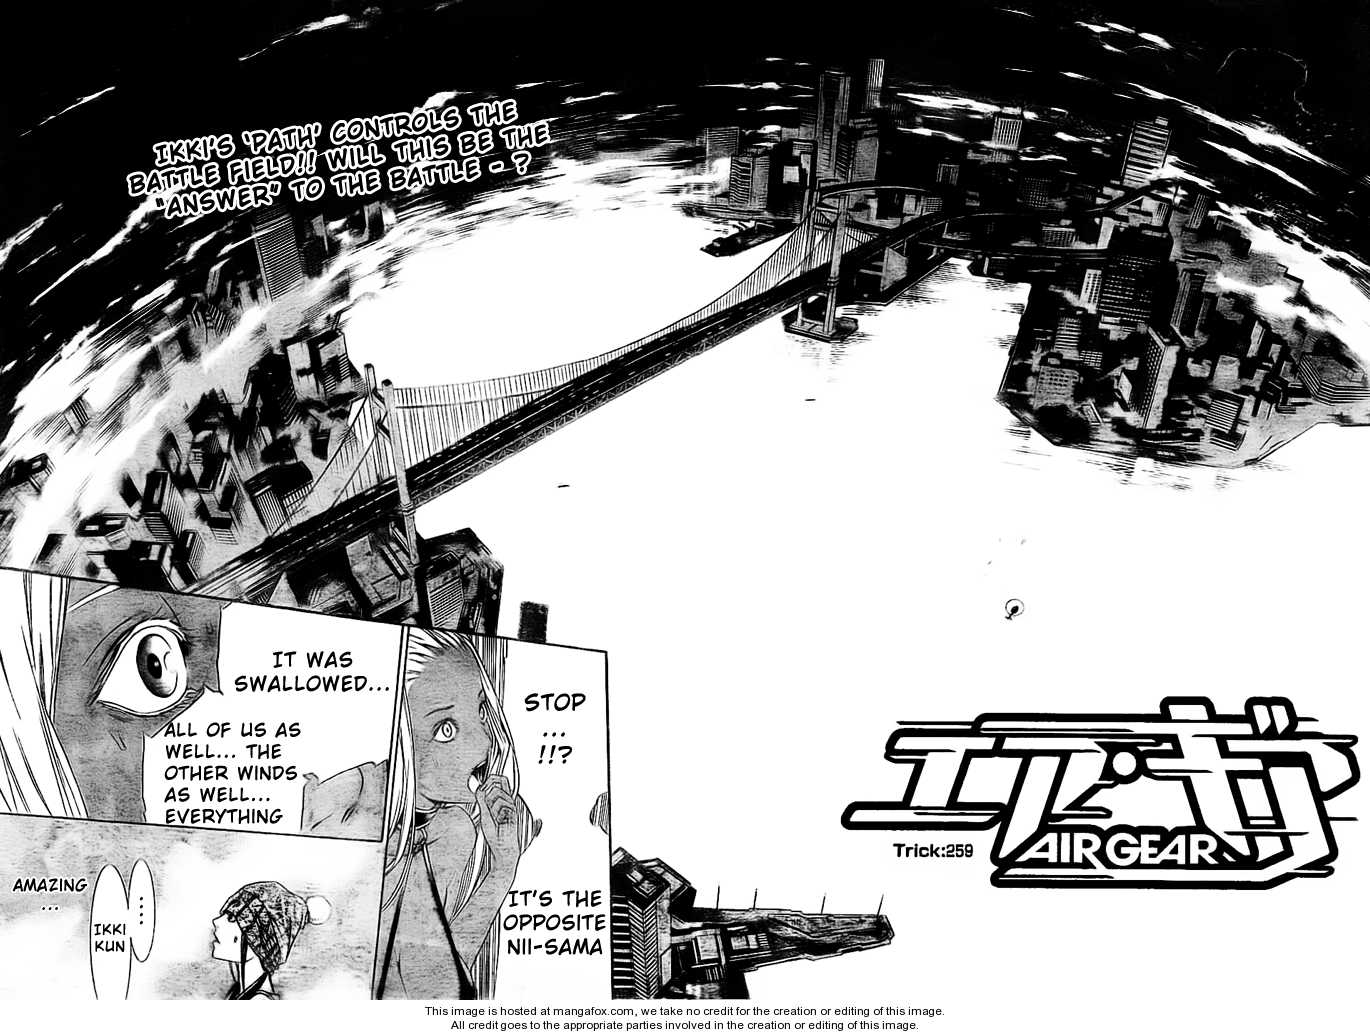 IKKI'S 'PATH' CONTROLS THE
BATTLE FIELD!! WILL THIS BE THE
"ANSWER" TO THE BATTLE - ?
エア・ギア
AIR GEAR
Trick:259
STOP
...
!!?
IT'S THE
OPPOSITE
NII-SAMA
IT WAS
SWALLOWED...
ALL OF US AS
WELL... THE
OTHER WINDS
AS WELL...
EVERYTHING
......
IKKI
KUN
AMAZING
...
This image is hosted at mangafox.com, we take no credit for the creation or editing of this image.
All credit goes to the appropriate parties involved in the creation or editing of this image.